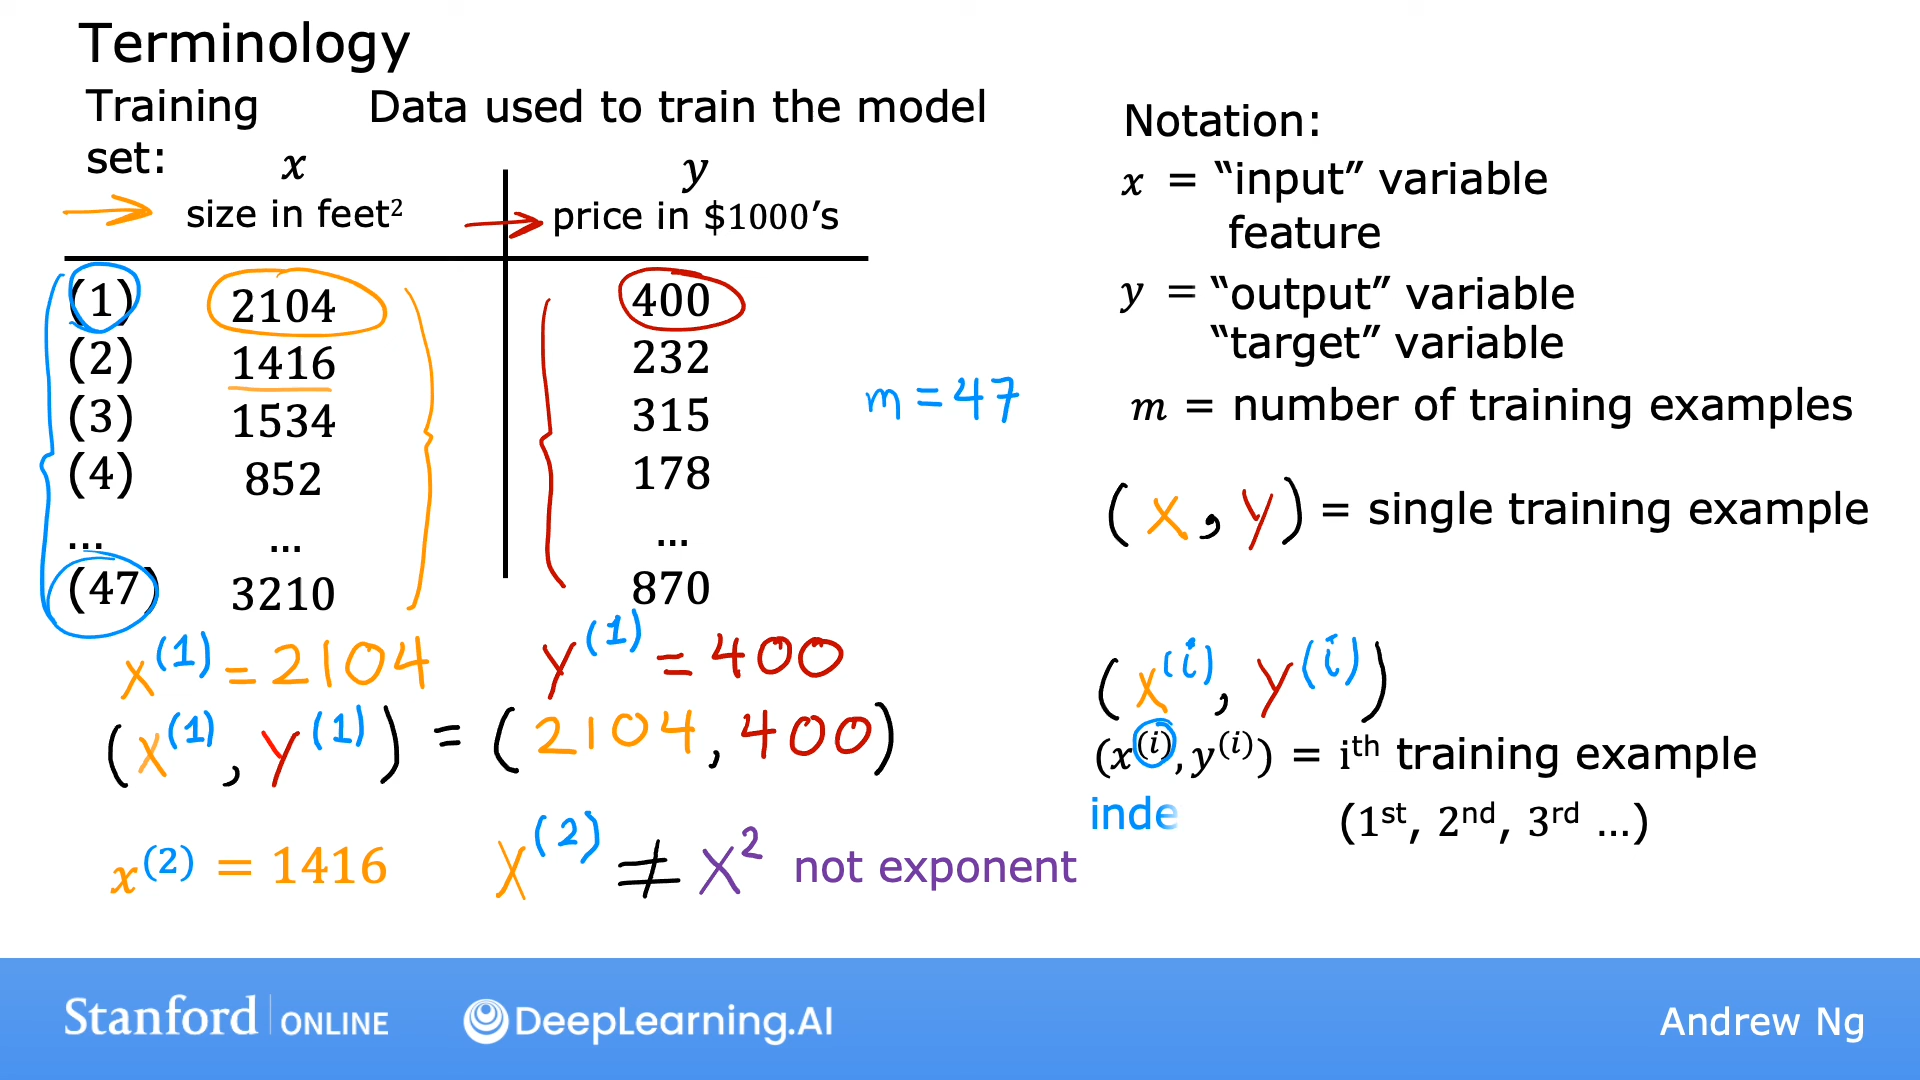 Terminology
Training set:
Data used to train the model
x
y
size in feet²
price in $1000’s
(1) 2104 400
(2) 1416 232
(3) 1534 315
(4) 852 178
... ... ...
(47) 3210 870
m = 47
x⁽¹⁾ = 2104
y⁽¹⁾ = 400
(x⁽¹⁾, y⁽¹⁾) = (2104, 400)
x⁽²⁾ = 1416
x⁽²⁾ ≠ x² not exponent
Notation:
x = “input” variable
feature
y = “output” variable
“target” variable
m = number of training examples
(x, y) = single training example
(x⁽ⁱ⁾, y⁽ⁱ⁾)
(x⁽ⁱ⁾, y⁽ⁱ⁾) = iᵗʰ training example
inde
(1ˢᵗ, 2ⁿᵈ, 3ʳᵈ ...)
Stanford ONLINE
DeepLearning.AI
Andrew Ng